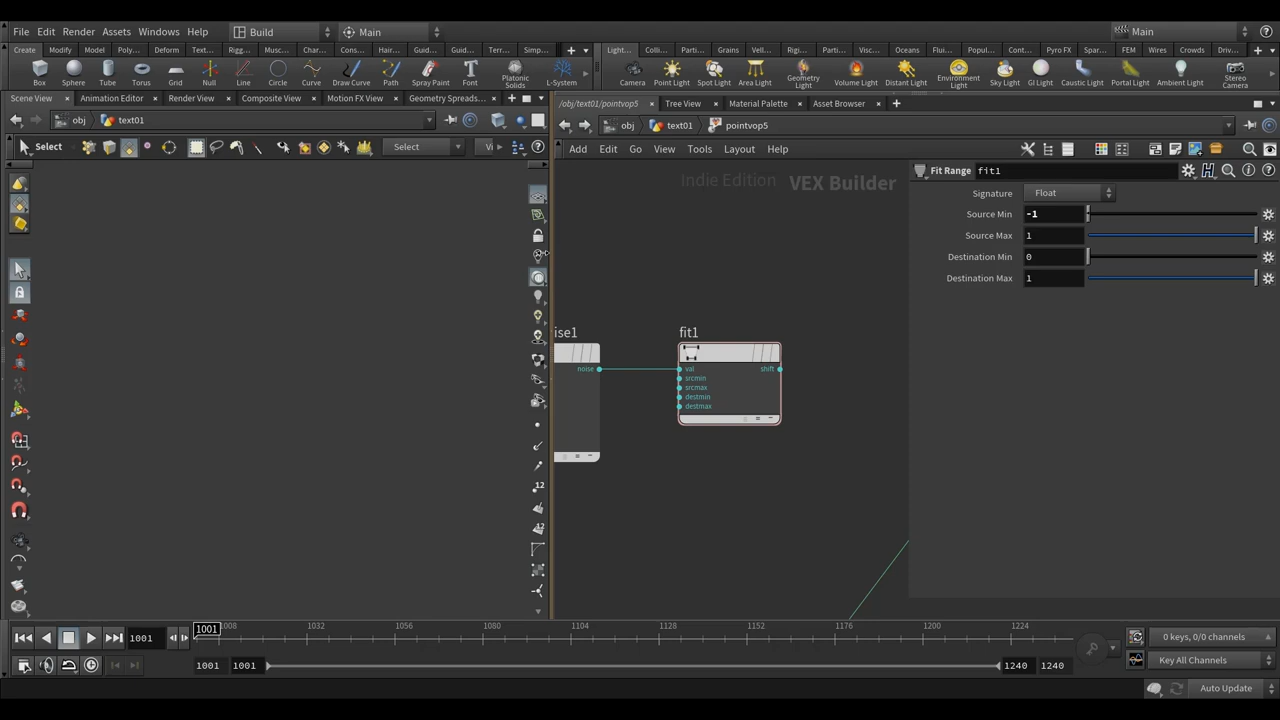 File Edit Render Assets Windows Help Build Main Main
Create Modify Model Poly... Deform Text... Rigg... Musc... Char... Cons... Hair... Guid... Guid... Terr... Simp... Light... Colli... Parti... Grains Vell... Rigi... Parti... Visc... Oceans Flui... Popul... Cont... Pyro FX Spar... FEM Wires Crowds Driv...
Box Sphere Tube Torus Grid Null Line Circle Curve Draw Curve Path Spray Paint Font Platonic Solids L-System Camera Point Light Spot Light Area Light Geometry Light Volume Light Distant Light Environment Light Sky Light GI Light Caustic Light Portal Light Ambient Light Stereo Camera
Scene View Animation Editor Render View Composite View Motion FX View Geometry Spreads...
/obj/text01/pointvop5 Tree View Material Palette Asset Browser
obj text01
obj text01 pointvop5
Select Select Vi
Add Edit Go View Tools Layout Help
Indie Edition VEX Builder
Fit Range fit1
Signature Float
Source Min -1
Source Max 1
Destination Min 0
Destination Max 1
ise1
noise
fit1
val shift
srcmin
srcmax
destmin
destmax
12
12
1001
1001
1008 1032 1056 1080 1104 1128 1152 1176 1200 1224
0 keys, 0/0 channels
1001 1001 1240 1240
Key All Channels
Auto Update